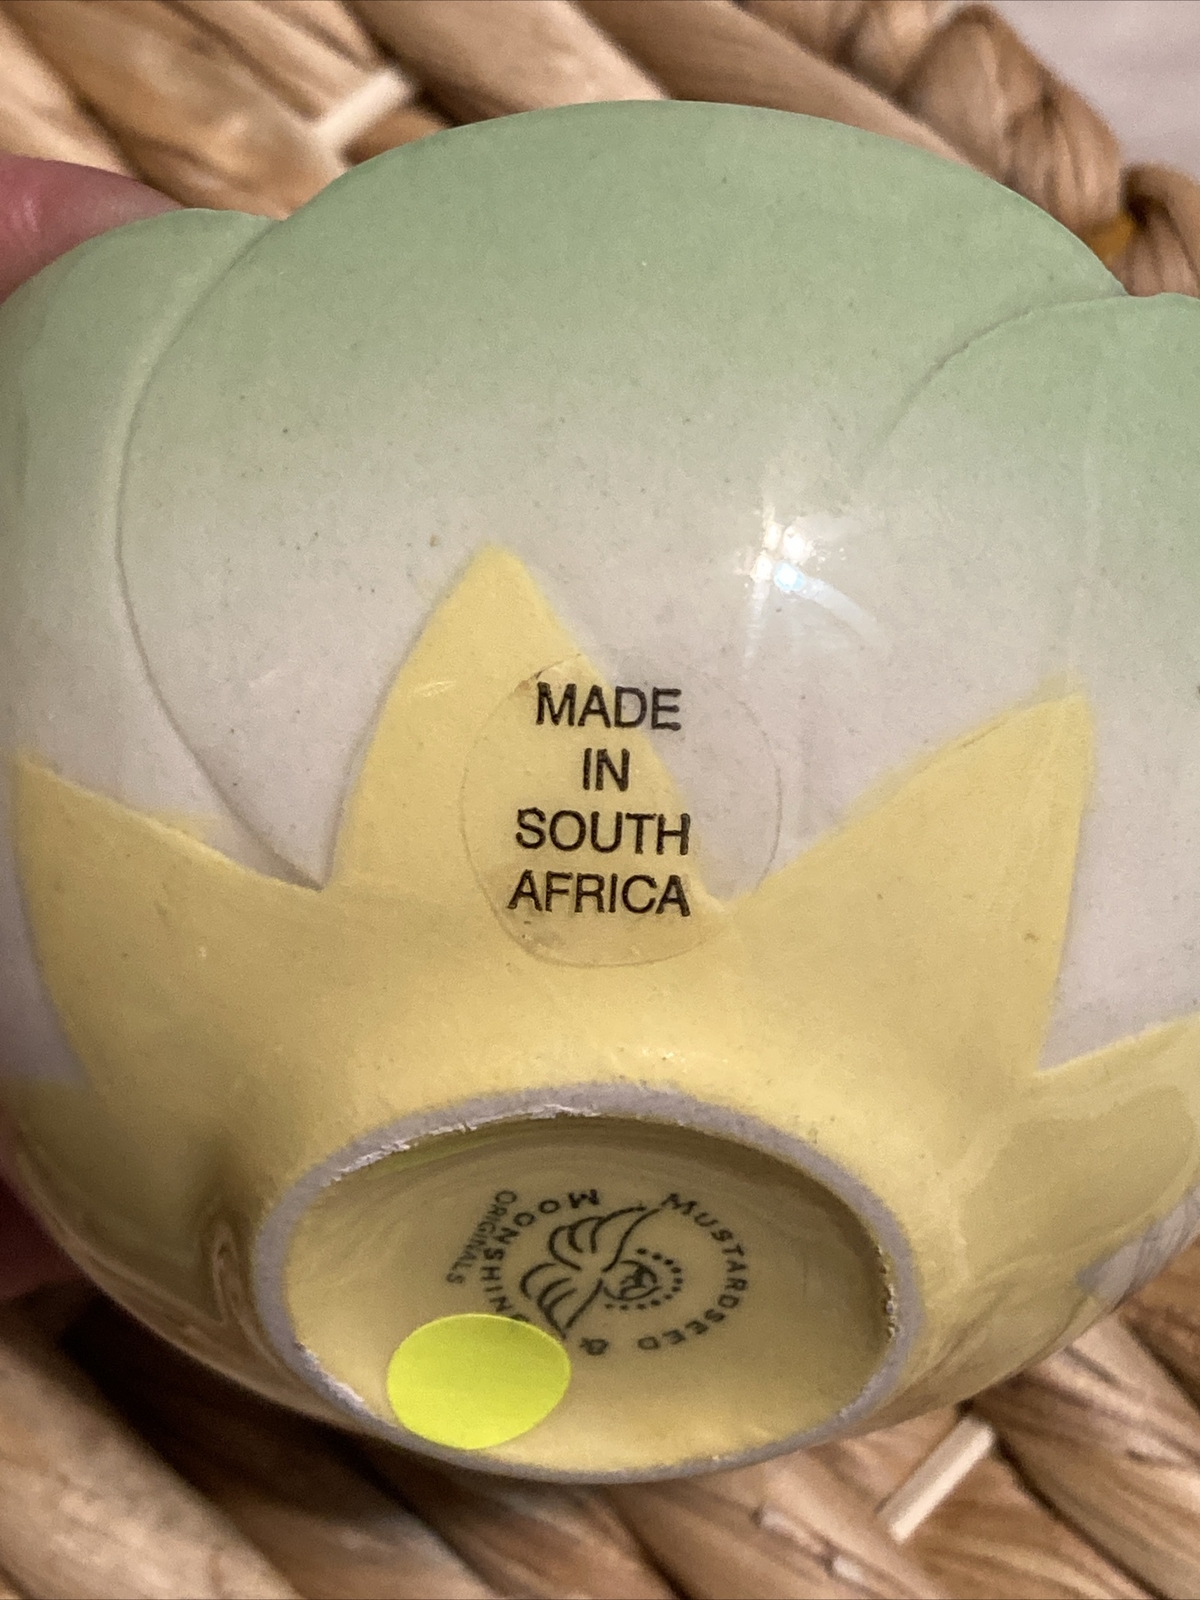 MADE
IN
SOUTH
AFRICA
MUSTARDSEED &
MOONSHINE
ORIGINALS